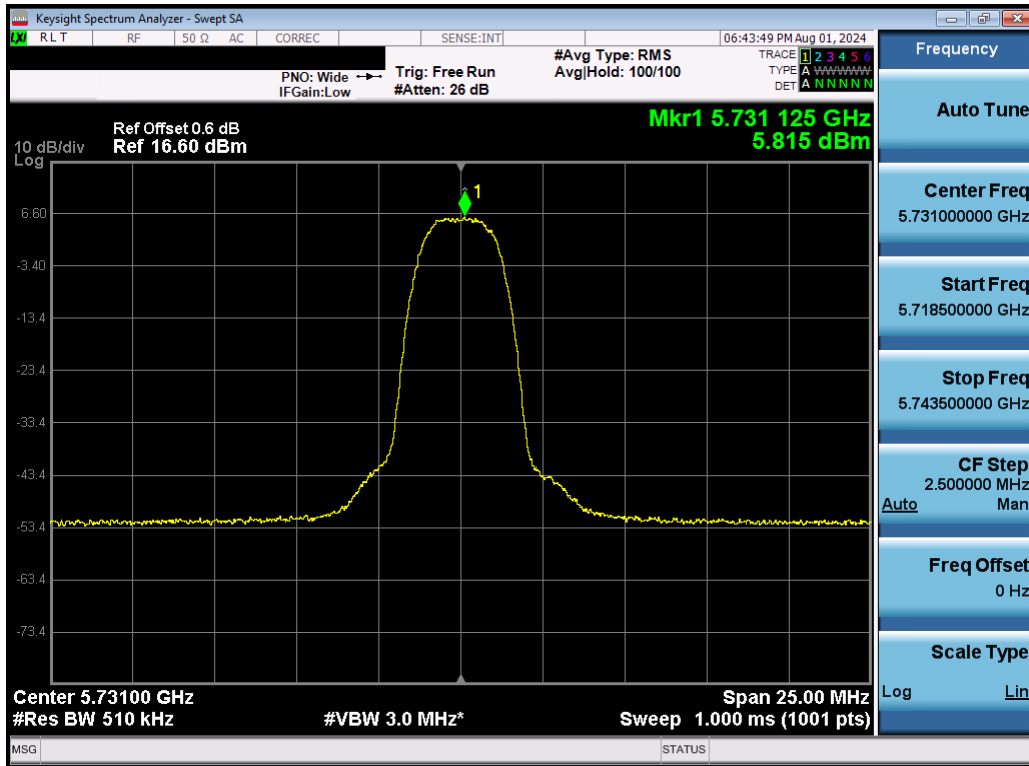 Keysight Spectrum Analyzer - Swept SA
LXI RLT RF 50 Ω AC CORREC SENSE:INT 06:43:49 PM Aug 01, 2024
#Avg Type: RMS TRACE 1 2 3 4 5 6
PNO: Wide Trig: Free Run Avg|Hold: 100/100 TYPE A WWWWW
IFGain:Low #Atten: 26 dB DET A N N N N N
Mkr1 5.731 125 GHz
5.815 dBm
Ref Offset 0.6 dB
10 dB/div Ref 16.60 dBm
Log
1
6.60
-3.40
-13.4
-23.4
-33.4
-43.4
-53.4
-63.4
-73.4
Center 5.73100 GHz Span 25.00 MHz
#Res BW 510 kHz #VBW 3.0 MHz* Sweep 1.000 ms (1001 pts)
MSG STATUS
Frequency
Auto Tune
Center Freq
5.731000000 GHz
Start Freq
5.718500000 GHz
Stop Freq
5.743500000 GHz
CF Step
2.500000 MHz
Auto Man
Freq Offset
0 Hz
Scale Type
Log Lin